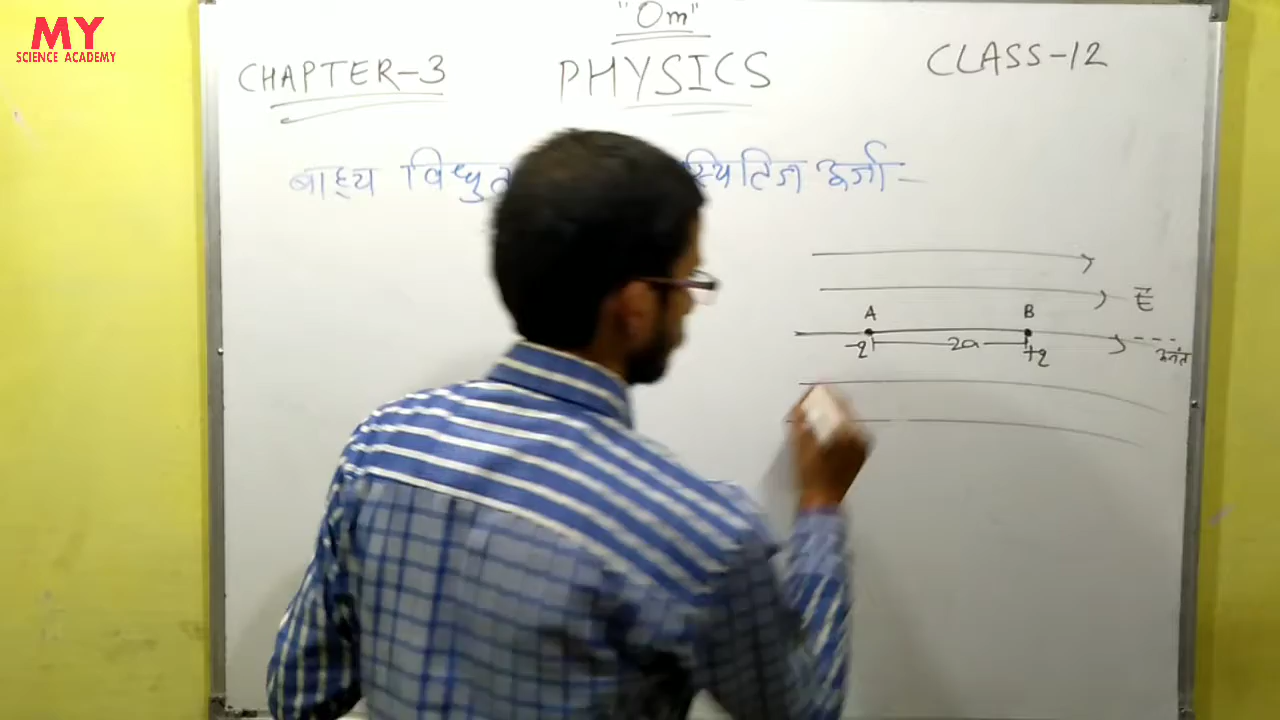 MY
SCIENCE ACADEMY
"Om"
CHAPTER-3 PHYSICS CLASS-12
बाह्य विधुत स्थितिज ऊर्जा -
E⃗
A B
-q 2a +q अनंत